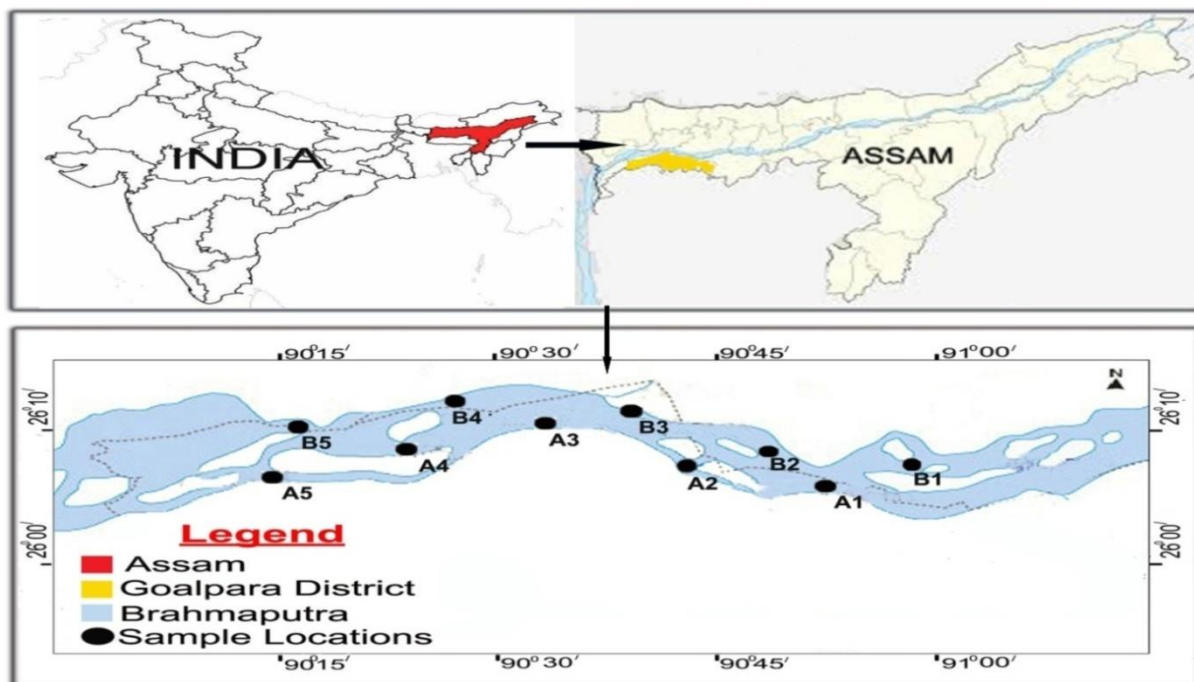 INDIA
ASSAM
90°15′ 90°30′ 90°45′ 91°00′
N
26°10′ 26°10′
B5 B4 A4 A3 B3 A2 B2 A1 B1
A5
26°00′ 26°00′
Legend
Assam
Goalpara District
Brahmaputra
Sample Locations
90°15′ 90°30′ 90°45′ 91°00′